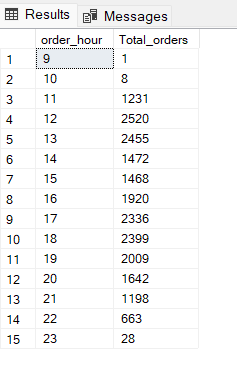 Results Messages
order_hour Total_orders
1 9 1
2 10 8
3 11 1231
4 12 2520
5 13 2455
6 14 1472
7 15 1468
8 16 1920
9 17 2336
10 18 2399
11 19 2009
12 20 1642
13 21 1198
14 22 663
15 23 28